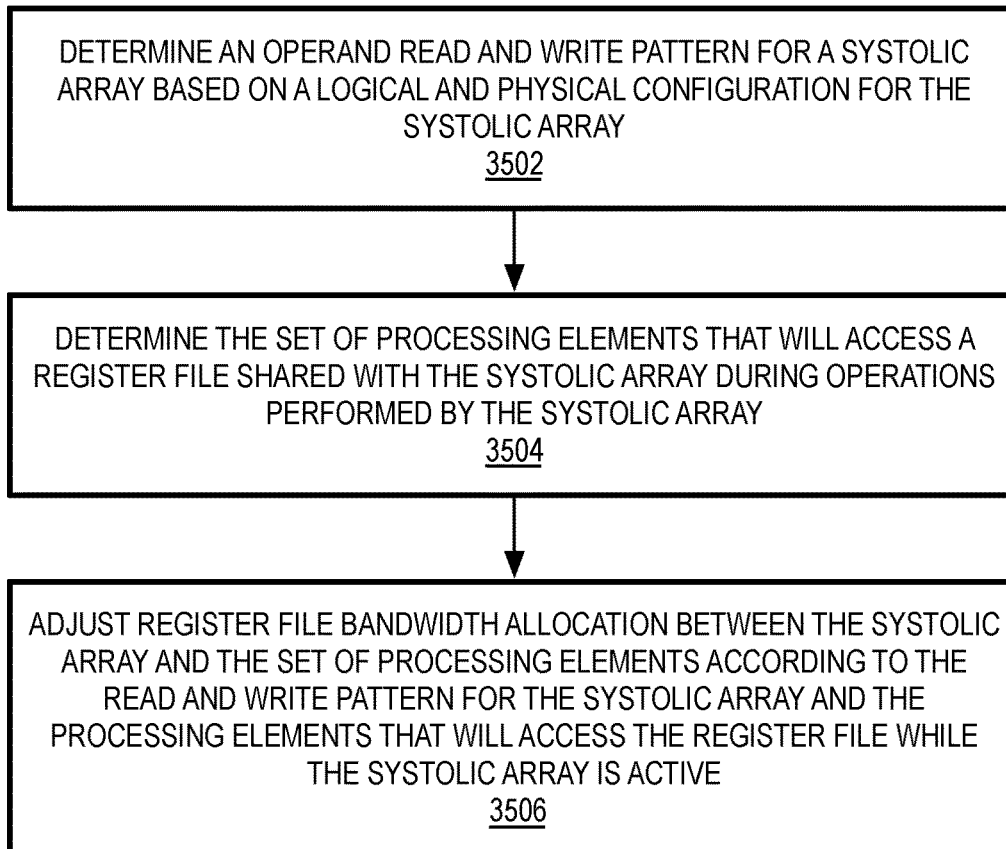 DETERMINE AN OPERAND READ AND WRITE PATTERN FOR A SYSTOLIC
ARRAY BASED ON A LOGICAL AND PHYSICAL CONFIGURATION FOR THE
SYSTOLIC ARRAY
3502
DETERMINE THE SET OF PROCESSING ELEMENTS THAT WILL ACCESS A
REGISTER FILE SHARED WITH THE SYSTOLIC ARRAY DURING OPERATIONS
PERFORMED BY THE SYSTOLIC ARRAY
3504
ADJUST REGISTER FILE BANDWIDTH ALLOCATION BETWEEN THE SYSTOLIC
ARRAY AND THE SET OF PROCESSING ELEMENTS ACCORDING TO THE
READ AND WRITE PATTERN FOR THE SYSTOLIC ARRAY AND THE
PROCESSING ELEMENTS THAT WILL ACCESS THE REGISTER FILE WHILE
THE SYSTOLIC ARRAY IS ACTIVE
3506